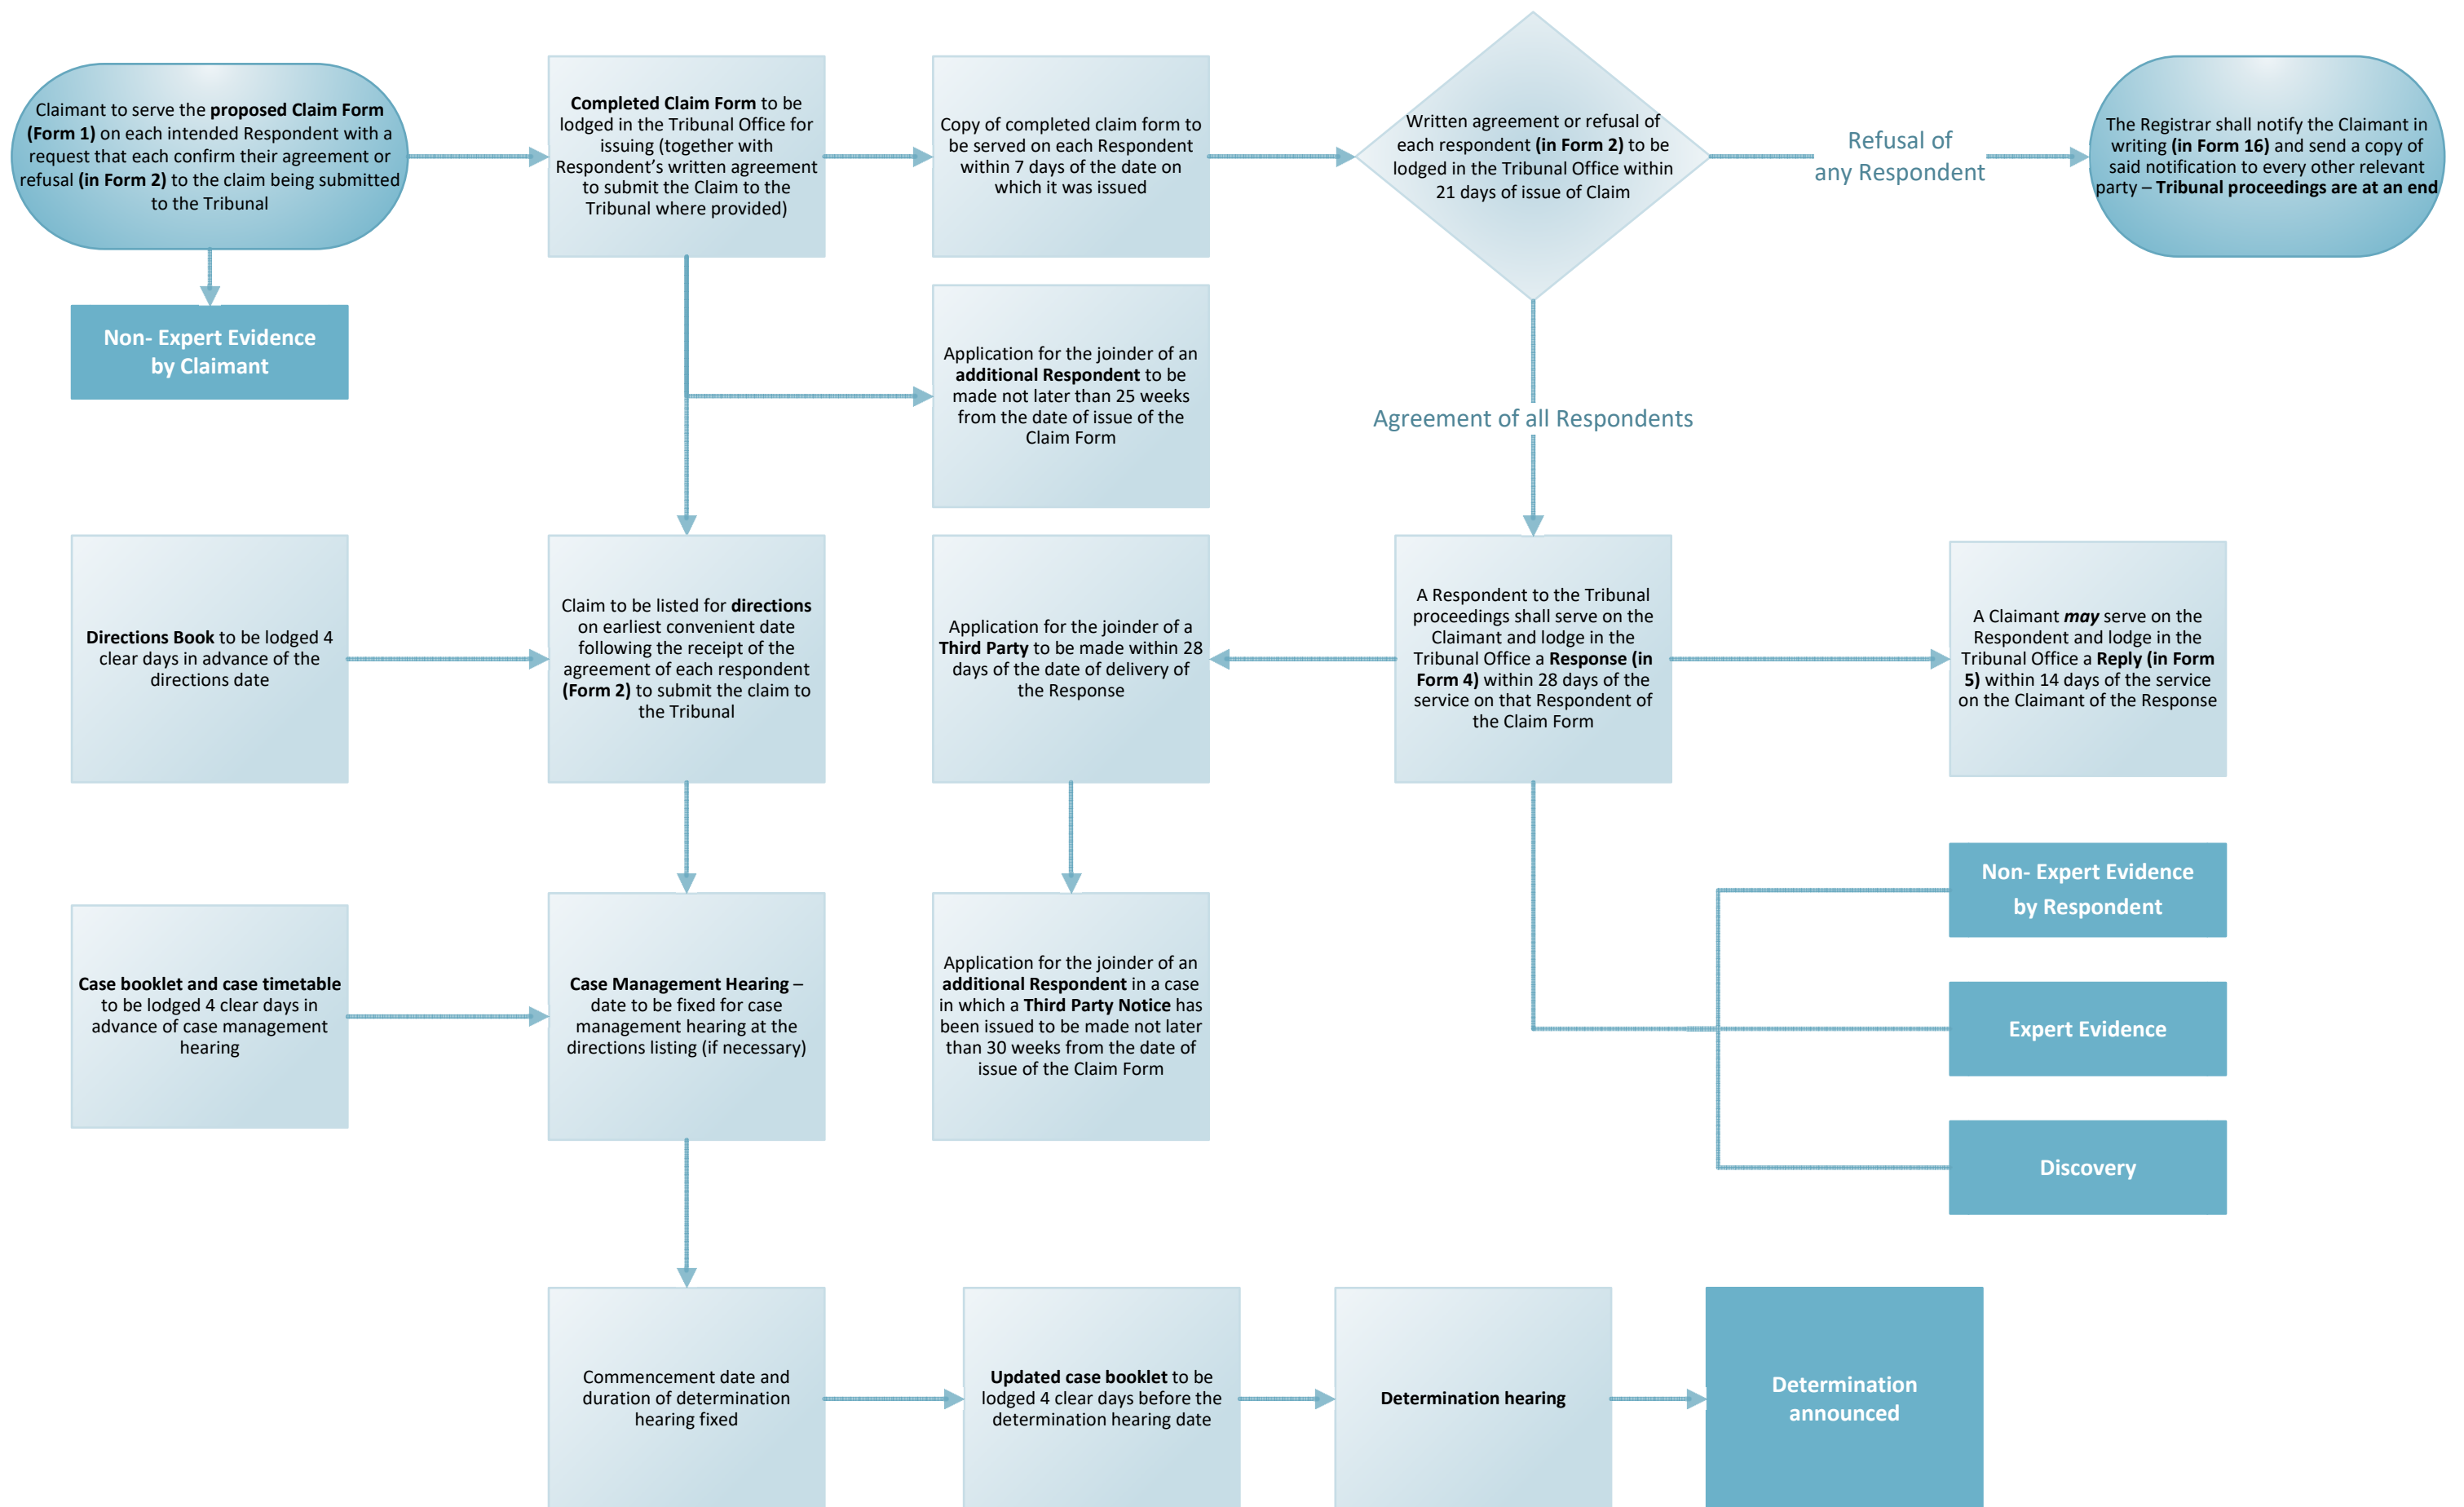 Claimant to serve the proposed Claim Form
(Form 1) on each intended Respondent with a
request that each confirm their agreement or
refusal (in Form 2) to the claim being submitted
to the Tribunal
Completed Claim Form to be
lodged in the Tribunal Office for
issuing (together with
Respondent’s written agreement
to submit the Claim to the
Tribunal where provided)
Copy of completed claim form to
be served on each Respondent
within 7 days of the date on
which it was issued
Written agreement or refusal of
each respondent (in Form 2) to be
lodged in the Tribunal Office within
21 days of issue of Claim
Refusal of
any Respondent
The Registrar shall notify the Claimant in
writing (in Form 16) and send a copy of
said notification to every other relevant
party – Tribunal proceedings are at an end
Non- Expert Evidence
by Claimant
Application for the joinder of an
additional Respondent to be
made not later than 25 weeks
from the date of issue of the
Claim Form
Agreement of all Respondents
Directions Book to be lodged 4
clear days in advance of the
directions date
Claim to be listed for directions
on earliest convenient date
following the receipt of the
agreement of each respondent
(Form 2) to submit the claim to
the Tribunal
Application for the joinder of a
Third Party to be made within 28
days of the date of delivery of
the Response
A Respondent to the Tribunal
proceedings shall serve on the
Claimant and lodge in the
Tribunal Office a Response (in
Form 4) within 28 days of the
service on that Respondent of
the Claim Form
A Claimant may serve on the
Respondent and lodge in the
Tribunal Office a Reply (in Form
5) within 14 days of the service
on the Claimant of the Response
Case booklet and case timetable
to be lodged 4 clear days in
advance of case management
hearing
Case Management Hearing –
date to be fixed for case
management hearing at the
directions listing (if necessary)
Application for the joinder of an
additional Respondent in a case
in which a Third Party Notice has
been issued to be made not later
than 30 weeks from the date of
issue of the Claim Form
Non- Expert Evidence
by Respondent
Expert Evidence
Discovery
Commencement date and
duration of determination
hearing fixed
Updated case booklet to be
lodged 4 clear days before the
determination hearing date
Determination hearing
Determination
announced